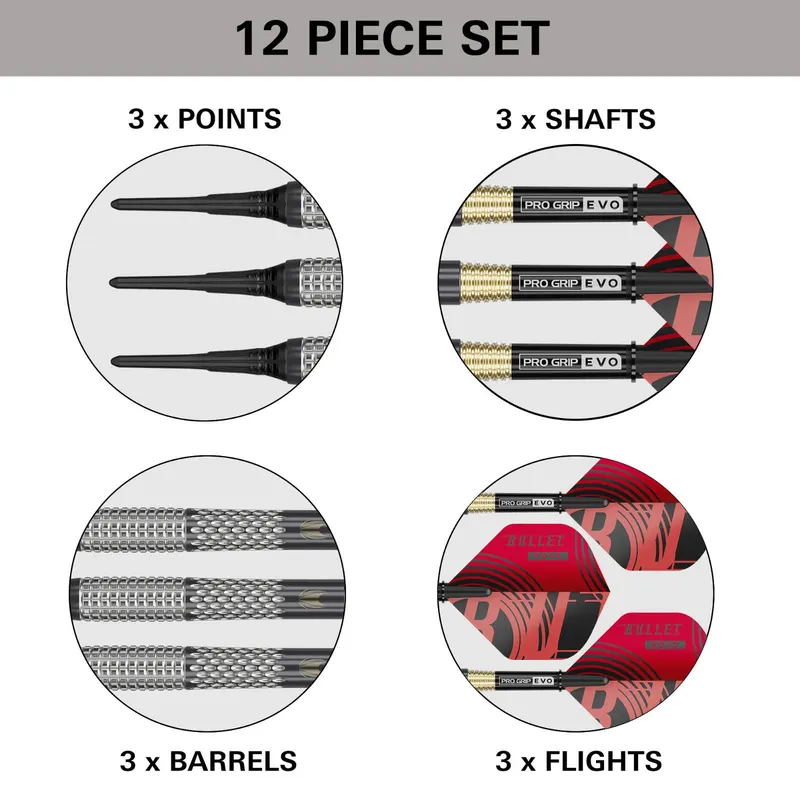 12 PIECE SET
3 x POINTS
3 x SHAFTS
PRO GRIP EVO
PRO GRIP EVO
PRO GRIP EVO
3 x BARRELS
3 x FLIGHTS
PRO GRIP EVO
BULLET
BULLET
PRO GRIP EVO